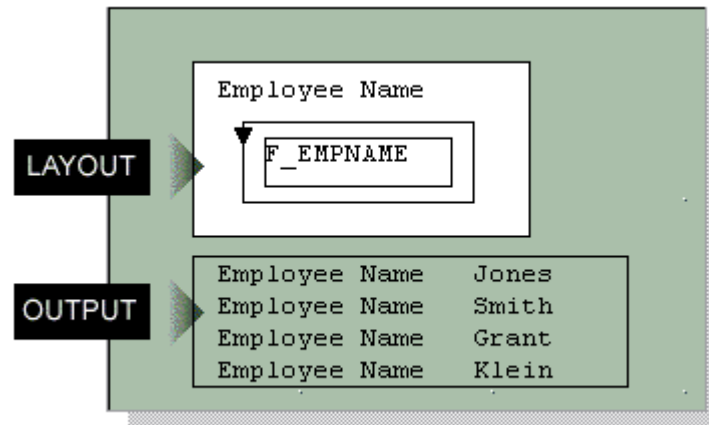 Employee Name
F_EMPNAME
LAYOUT
OUTPUT
Employee Name Jones
Employee Name Smith
Employee Name Grant
Employee Name Klein